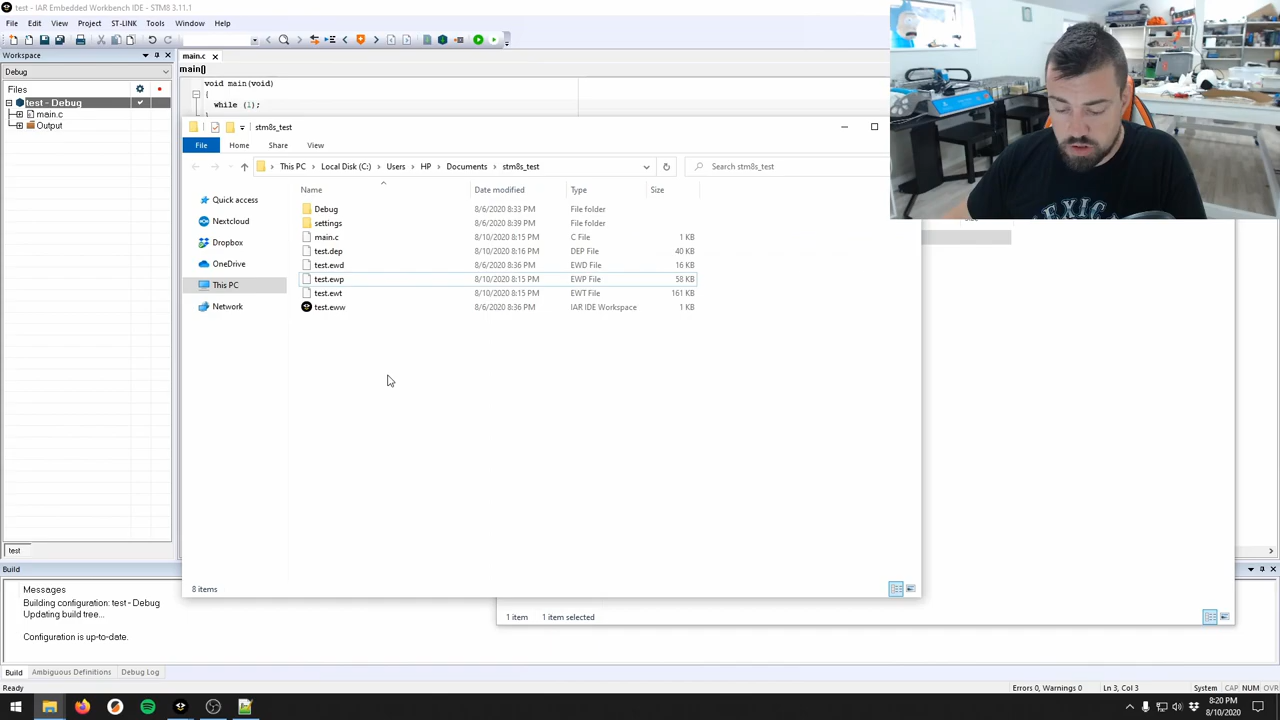 test - IAR Embedded Workbench IDE - STM8 3.11.1
File Edit View Project ST-LINK Tools Window Help
Workspace
Debug
Files
test - Debug
main.c
Output
test
main.c
main()
void main(void)
{
while (1);
stm8s_test
File Home Share View
This PC > Local Disk (C:) > Users > HP > Documents > stm8s_test
Search stm8s_test
Quick access
Nextcloud
Dropbox
OneDrive
This PC
Network
Name Date modified Type Size
Debug 8/6/2020 8:33 PM File folder
settings 8/6/2020 8:39 PM File folder
main.c 8/10/2020 8:15 PM C File 1 KB
test.dep 8/10/2020 8:16 PM DEP File 40 KB
test.ewd 8/6/2020 8:36 PM EWD File 16 KB
test.ewp 8/10/2020 8:15 PM EWP File 58 KB
test.ewt 8/10/2020 8:15 PM EWT File 161 KB
test.eww 8/6/2020 8:36 PM IAR IDE Workspace 1 KB
8 items
1 item 1 item selected
Build
Messages
Building configuration: test - Debug
Updating build tree...
Configuration is up-to-date.
Build Ambiguous Definitions Debug Log
Ready
Errors 0, Warnings 0 Ln 3, Col 3 System CAP NUM OVR
8:20 PM
8/10/2020